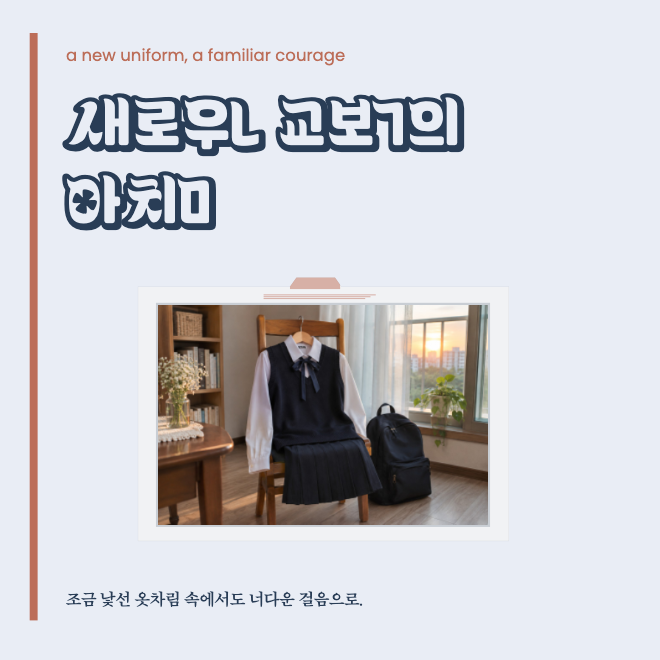 a new uniform, a familiar courage
새로운 교복의
아침
조금 낯선 옷차림 속에서도 너다운 걸음으로.